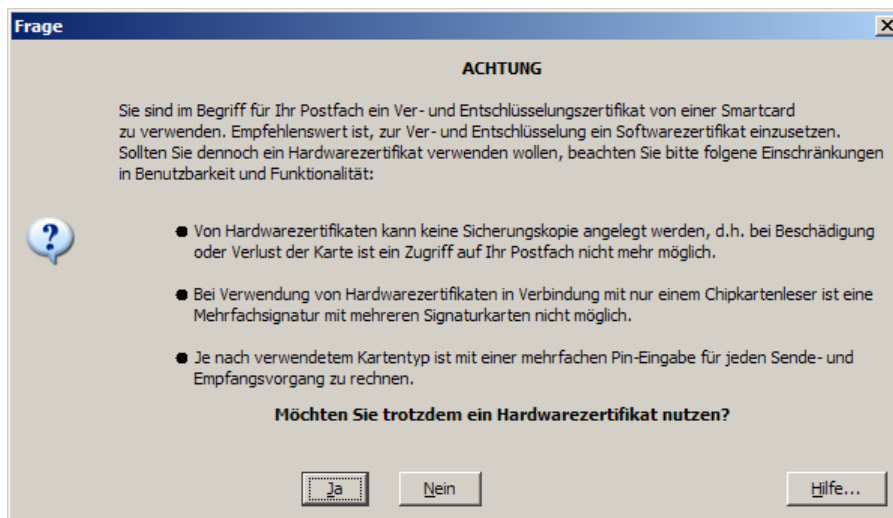 Frage
ACHTUNG
Sie sind im Begriff für Ihr Postfach ein Ver- und Entschlüsselungszertifikat von einer Smartcard
zu verwenden. Empfehlenswert ist, zur Ver- und Entschlüsselung ein Softwarezertifikat einzusetzen.
Sollten Sie dennoch ein Hardwarezertifikat verwenden wollen, beachten Sie bitte folgene Einschränkungen
in Benutzbarkeit und Funktionalität:
● Von Hardwarezertifikaten kann keine Sicherungskopie angelegt werden, d.h. bei Beschädigung
oder Verlust der Karte ist ein Zugriff auf Ihr Postfach nicht mehr möglich.
● Bei Verwendung von Hardwarezertifikaten in Verbindung mit nur einem Chipkartenleser ist eine
Mehrfachsignatur mit mehreren Signaturkarten nicht möglich.
● Je nach verwendetem Kartentyp ist mit einer mehrfachen Pin-Eingabe für jeden Sende- und
Empfangsvorgang zu rechnen.
Möchten Sie trotzdem ein Hardwarezertifikat nutzen?
Ja Nein Hilfe...